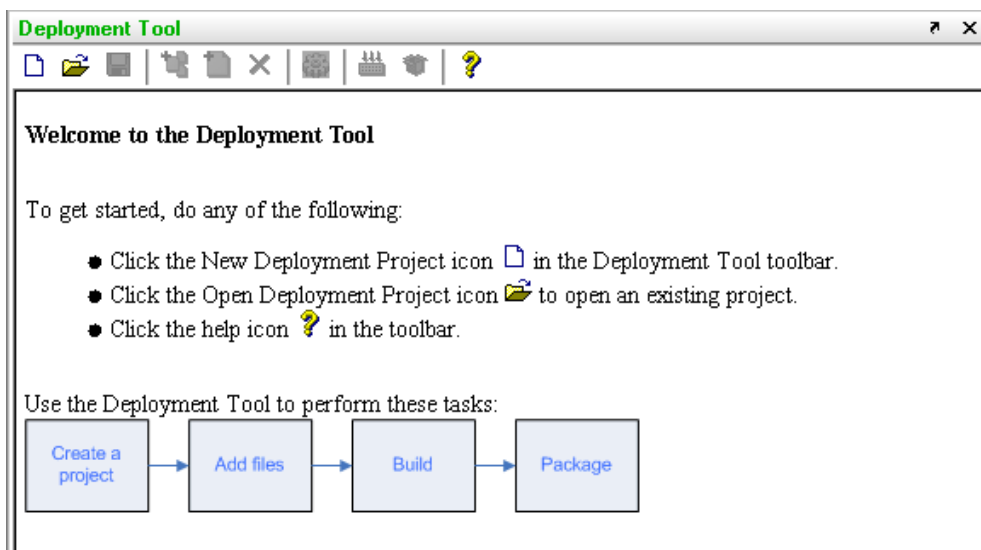 Deployment Tool
Welcome to the Deployment Tool
To get started, do any of the following:
Click the New Deployment Project icon in the Deployment Tool toolbar.
Click the Open Deployment Project icon to open an existing project.
Click the help icon in the toolbar.
Use the Deployment Tool to perform these tasks:
Create a
project
Add files
Build
Package